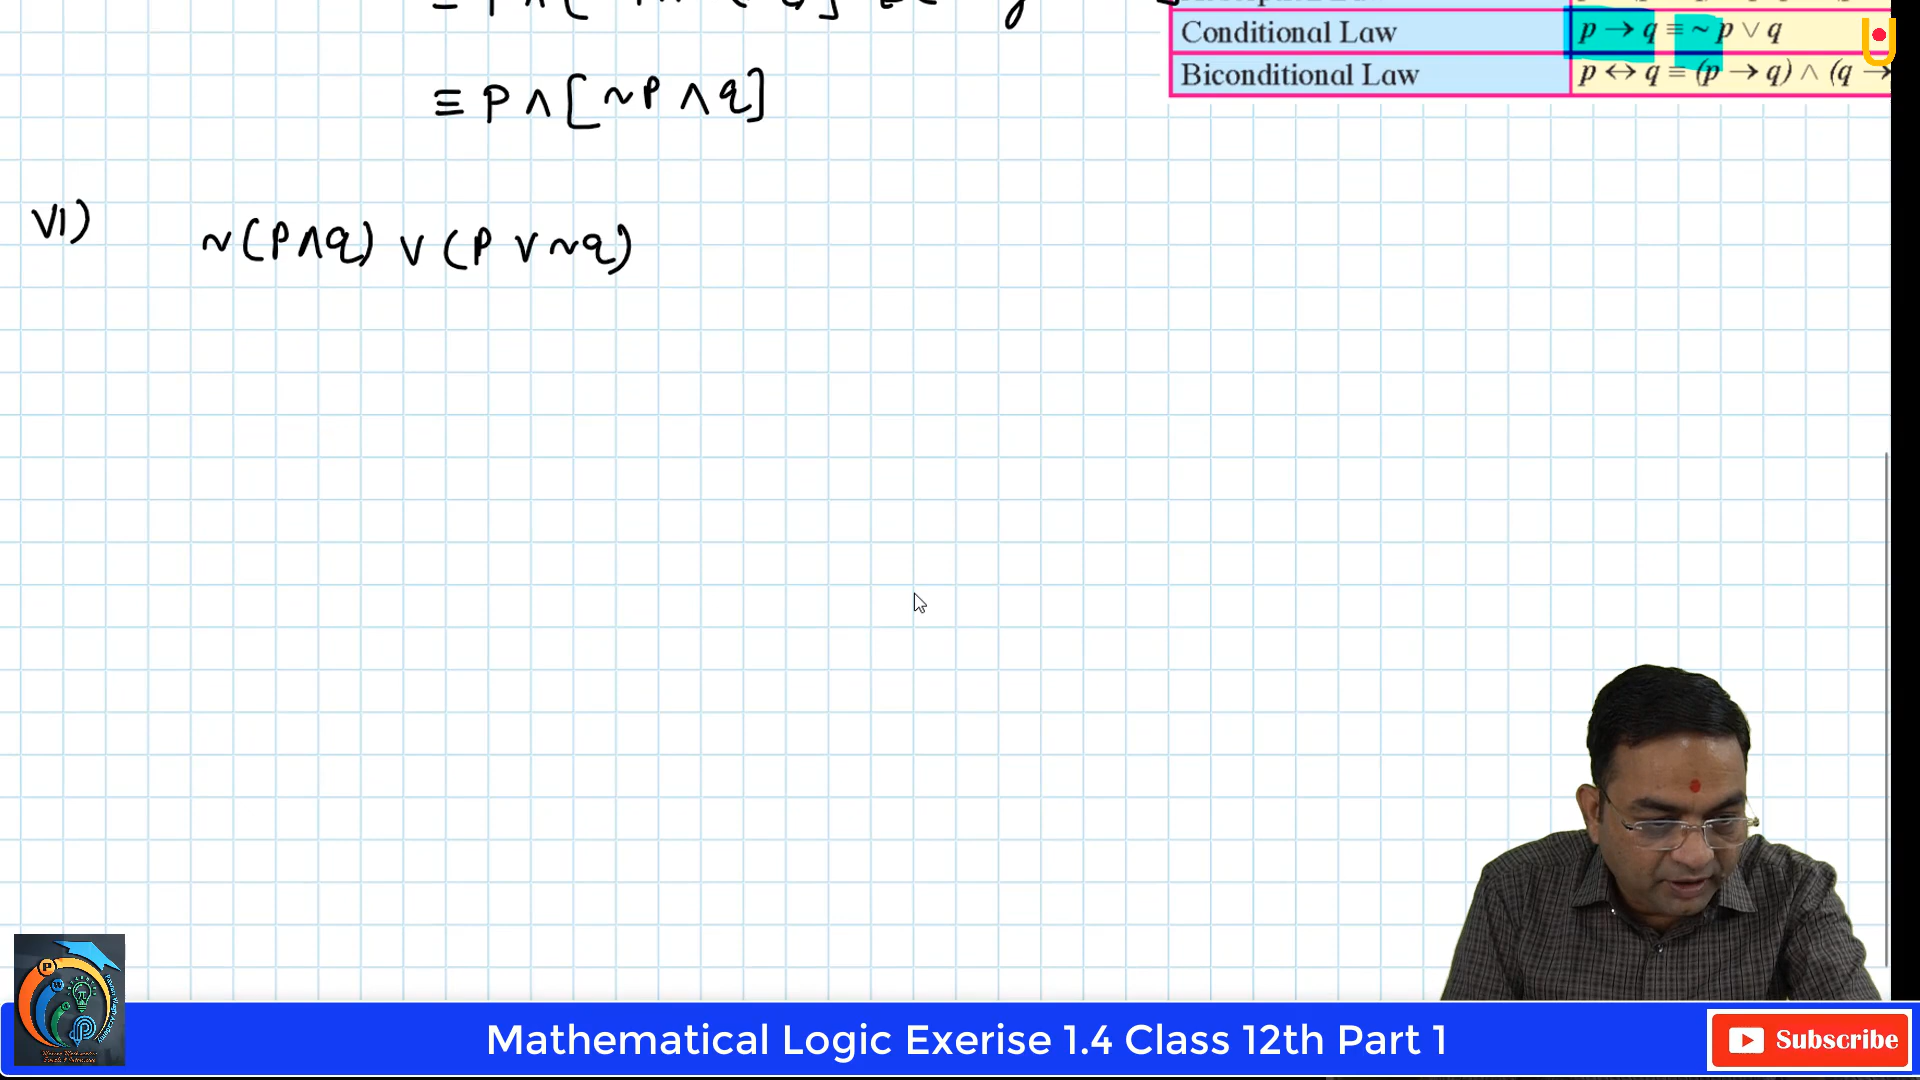 Conditional Law p → q ≡ ~ p ∨ q
Biconditional Law p ↔ q ≡ (p → q) ∧ (q →
≡ P ∧ [ ~P ∧ q ]
VI) ~(P∧q) ∨ (P ∨ ~q)
Mathematical Logic Exerise 1.4 Class 12th Part 1
Subscribe